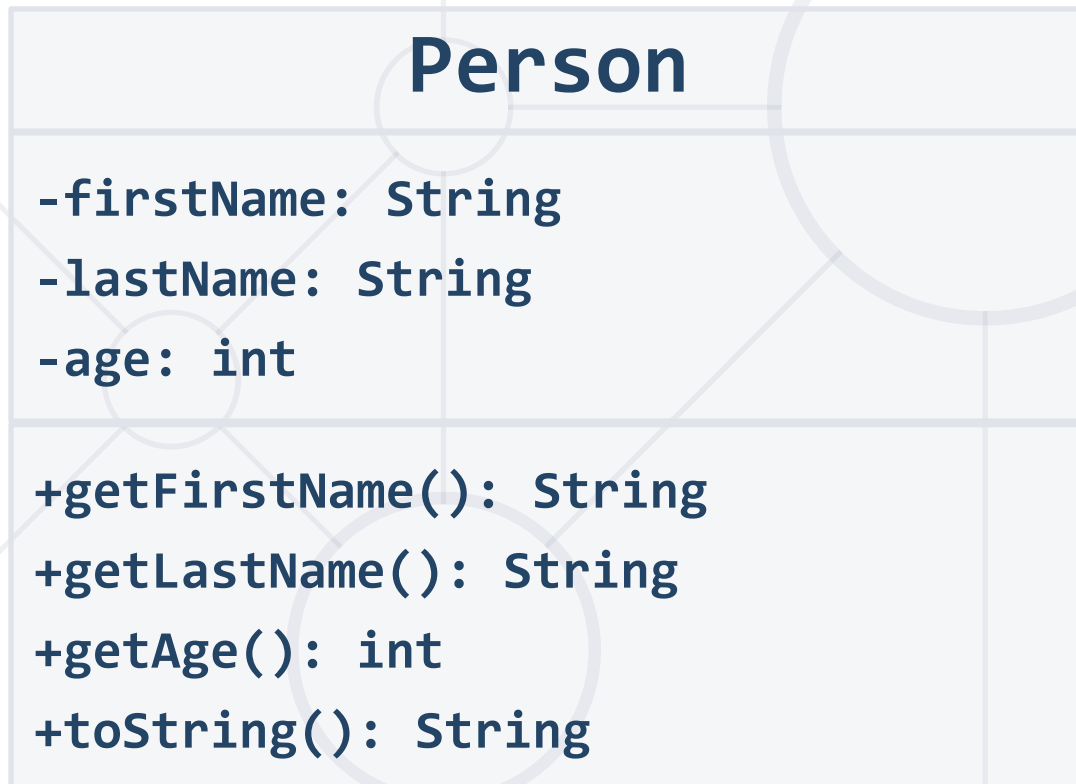 Person
-firstName: String
-lastName: String
-age: int
+getFirstName(): String
+getLastName(): String
+getAge(): int
+toString(): String